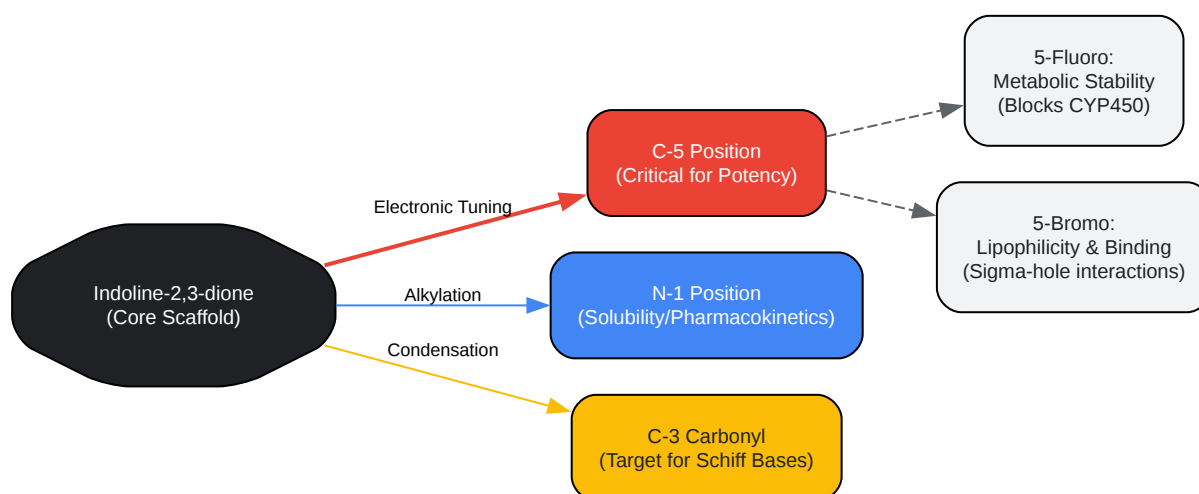 5-Fluoro:
Metabolic Stability
(Blocks CYP450)
C-5 Position
(Critical for Potency)
Electronic Tuning
5-Bromo:
Lipophilicity & Binding
(Sigma-hole interactions)
Indoline-2,3-dione
(Core Scaffold)
Alkylation
N-1 Position
(Solubility/Pharmacokinetics)
Condensation
C-3 Carbonyl
(Target for Schiff Bases)